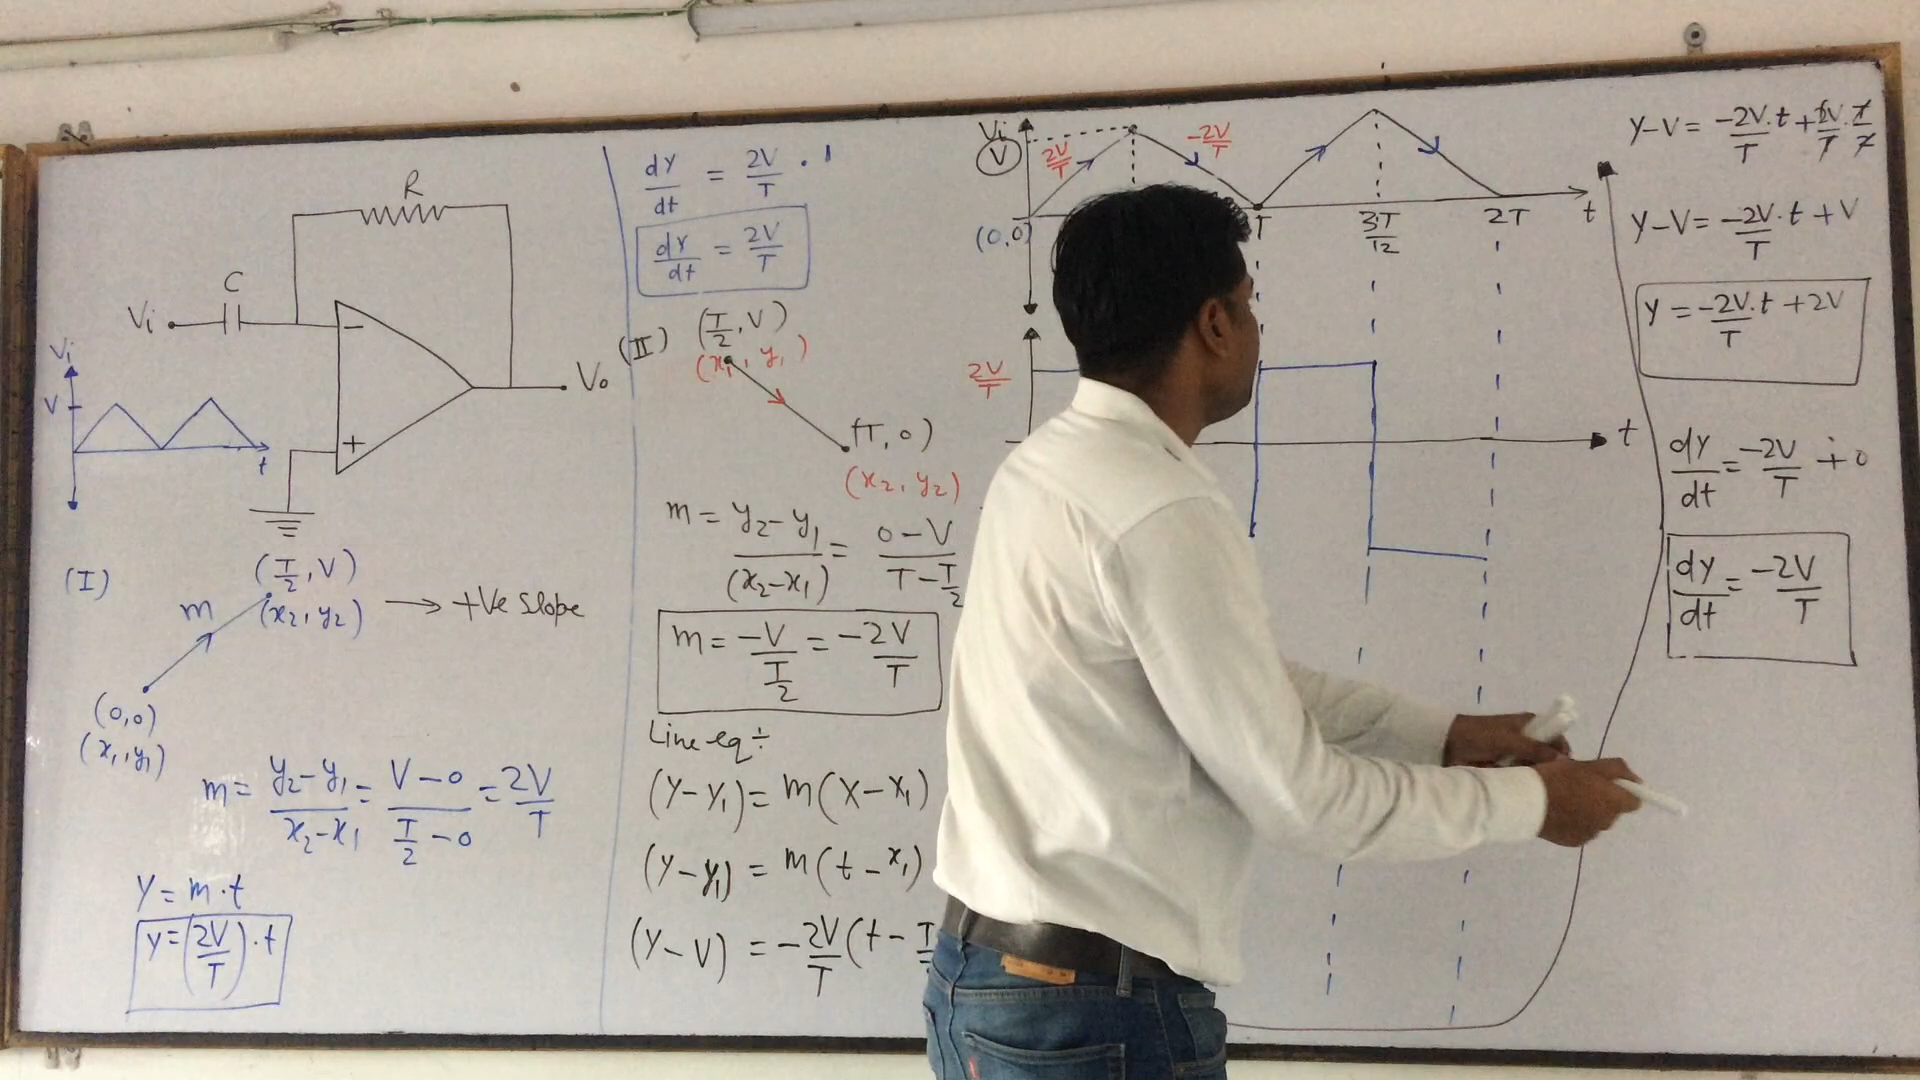 R
C
Vi
−
+
Vo
Vi
V
t
(I)
(T/2, V)
(x2, y2)
m
→ +Ve slope
(0,0)
(x1, y1)
m = (y2−y1)/(x2−x1) = (V−0)/(T/2−0) = 2V/T
Y = m·t
y = (2V/T)·t
dY/dt = 2V/T · 1
dY/dt = 2V/T
(II)
(T/2, V)
(x1, y1)
(T, 0)
(x2, y2)
m = (y2−y1)/(x2−x1) = (0−V)/(T−T/2)
m = −V/(T/2) = −2V/T
Line eq÷
(Y−Y1) = m(X−X1)
(Y−y1) = m(t−x1)
(Y−V) = −2V/T (t−T
Vi
V
2V/T
−2V/T
(0,0)
T
3T/12
2T
t
2V/T
t
Y−V = −2V/T·t + 2V/T·T/2
Y−V = −2V/T·t + V
Y = −2V/T·t + 2V
dY/dt = −2V/T + 0
dy/dt = −2V/T